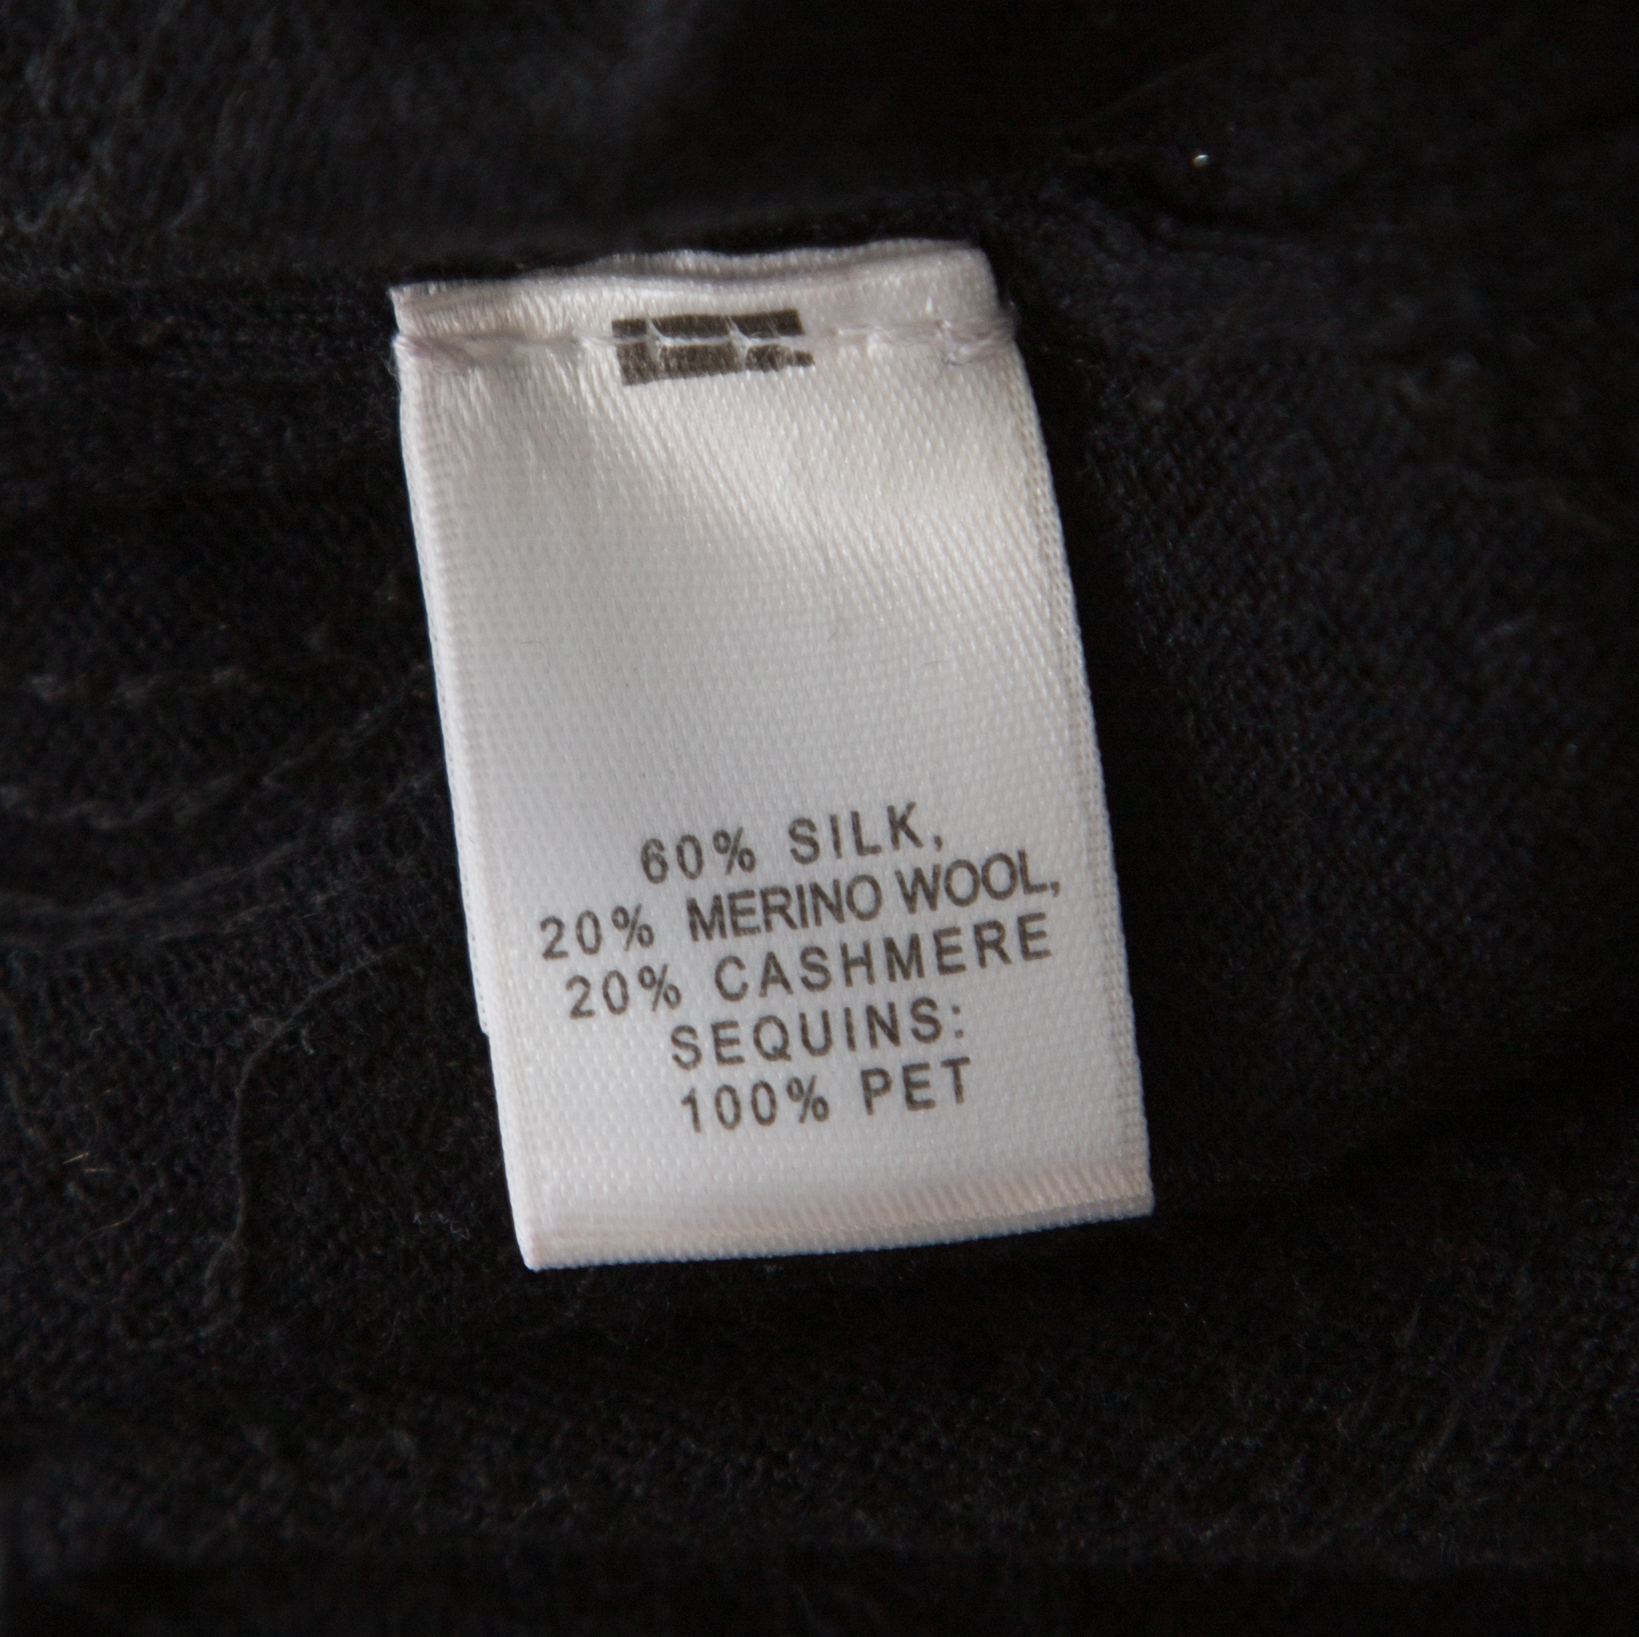 60% SILK,
20% MERINO WOOL,
20% CASHMERE
SEQUINS:
100% PET